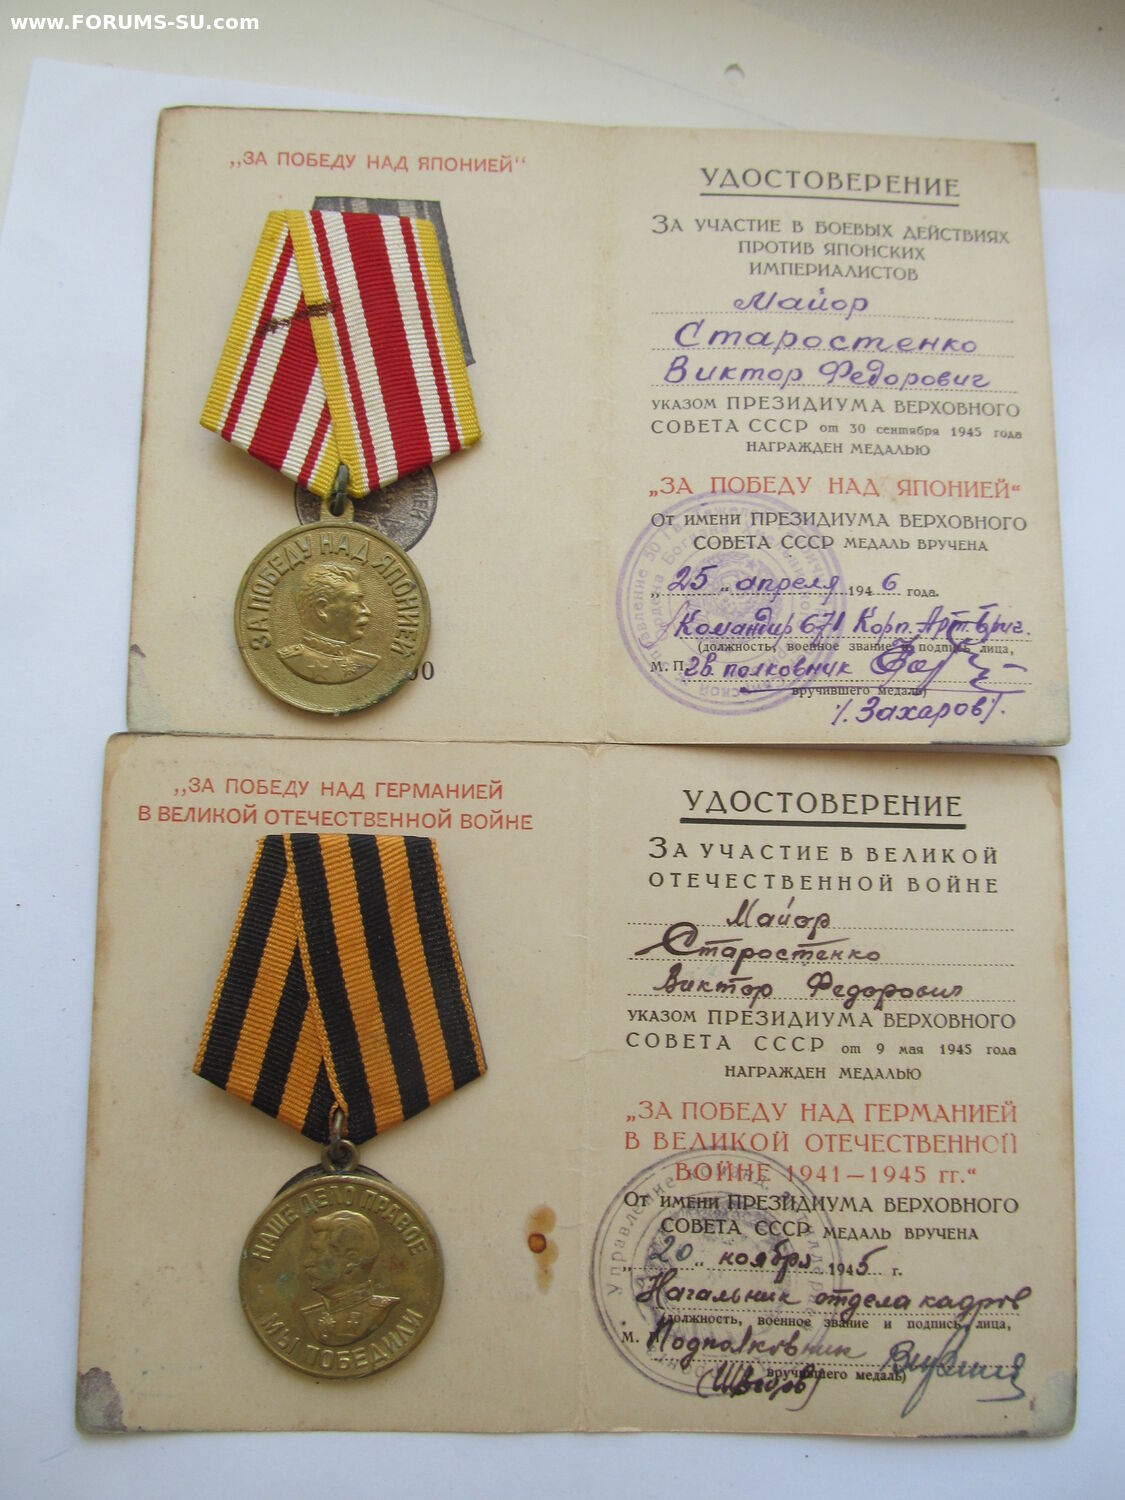 www.FORUMS-SU.com
„ЗА ПОБЕДУ НАД ЯПОНИЕЙ"
ЗА ПОБЕДУ НАД ЯПОНИЕЙ
УДОСТОВЕРЕНИЕ
ЗА УЧАСТИЕ В БОЕВЫХ ДЕЙСТВИЯХ
ПРОТИВ ЯПОНСКИХ
ИМПЕРИАЛИСТОВ
Майор
Старостенко
Виктор Федорович
УКАЗОМ ПРЕЗИДИУМА ВЕРХОВНОГО
СОВЕТА СССР от 30 сентября 1945 года
НАГРАЖДЕН МЕДАЛЬЮ
„ЗА ПОБЕДУ НАД ЯПОНИЕЙ“
ОТ ИМЕНИ ПРЕЗИДИУМА ВЕРХОВНОГО
СОВЕТА СССР МЕДАЛЬ ВРУЧЕНА
„25“ апреля 1946 года.
Командир 671 Корп. Арт. Бриг.
(должность, военное звание и подпись лица,
М. П. Гв. полковник
вручившего медаль)
/. Захаров/.
„ЗА ПОБЕДУ НАД ГЕРМАНИЕЙ
В ВЕЛИКОЙ ОТЕЧЕСТВЕННОЙ ВОЙНЕ
НАШЕ ДЕЛО ПРАВОЕ
МЫ ПОБЕДИЛИ
УДОСТОВЕРЕНИЕ
ЗА УЧАСТИЕ В ВЕЛИКОЙ
ОТЕЧЕСТВЕННОЙ ВОЙНЕ
Майор
Старостенко
Виктор Федорович
УКАЗОМ ПРЕЗИДИУМА ВЕРХОВНОГО
СОВЕТА СССР от 9 мая 1945 года
НАГРАЖДЕН МЕДАЛЬЮ
„ЗА ПОБЕДУ НАД ГЕРМАНИЕЙ
В ВЕЛИКОЙ ОТЕЧЕСТВЕННОЙ
ВОЙНЕ 1941—1945 гг.“
ОТ ИМЕНИ ПРЕЗИДИУМА ВЕРХОВНОГО
СОВЕТА СССР МЕДАЛЬ ВРУЧЕНА
„20“ ноября 1945 г.
Начальник отдела кадров
(должность, военное звание и подпись лица,
М. П. Подполковник
вручившего медаль)